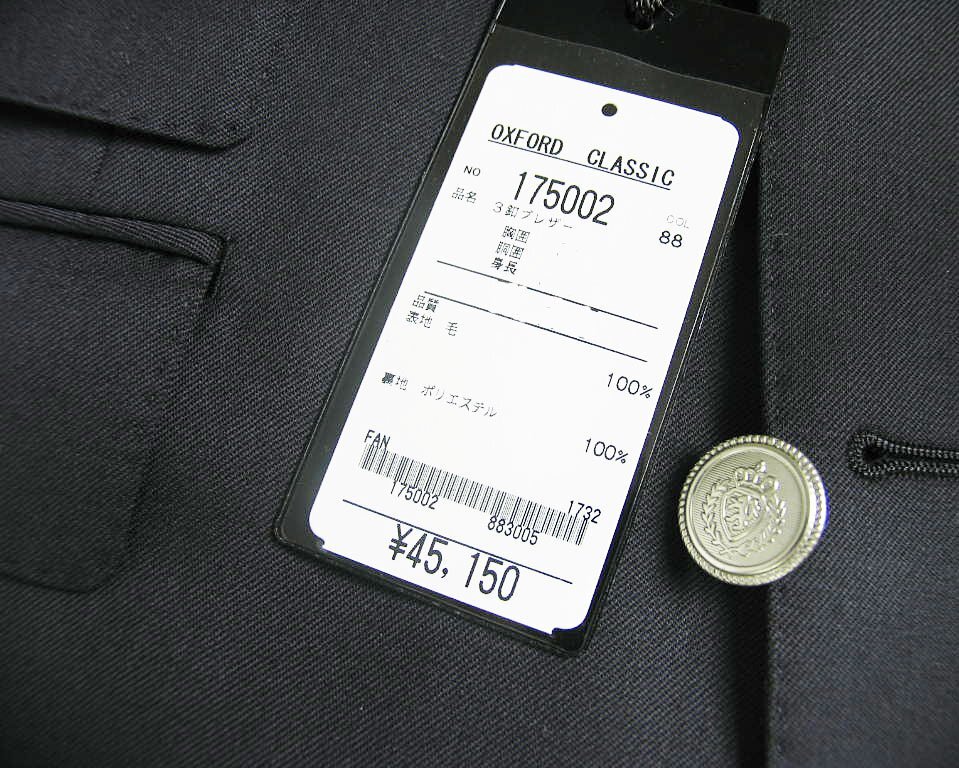 OXFORD CLASSIC
NO 175002 COL
品名 3釦ブレザー 88
胸囲
胴囲
身長
品質
表地 毛
100%
裏地 ポリエステル
100%
FAN
175002 883005 1732
¥45,150